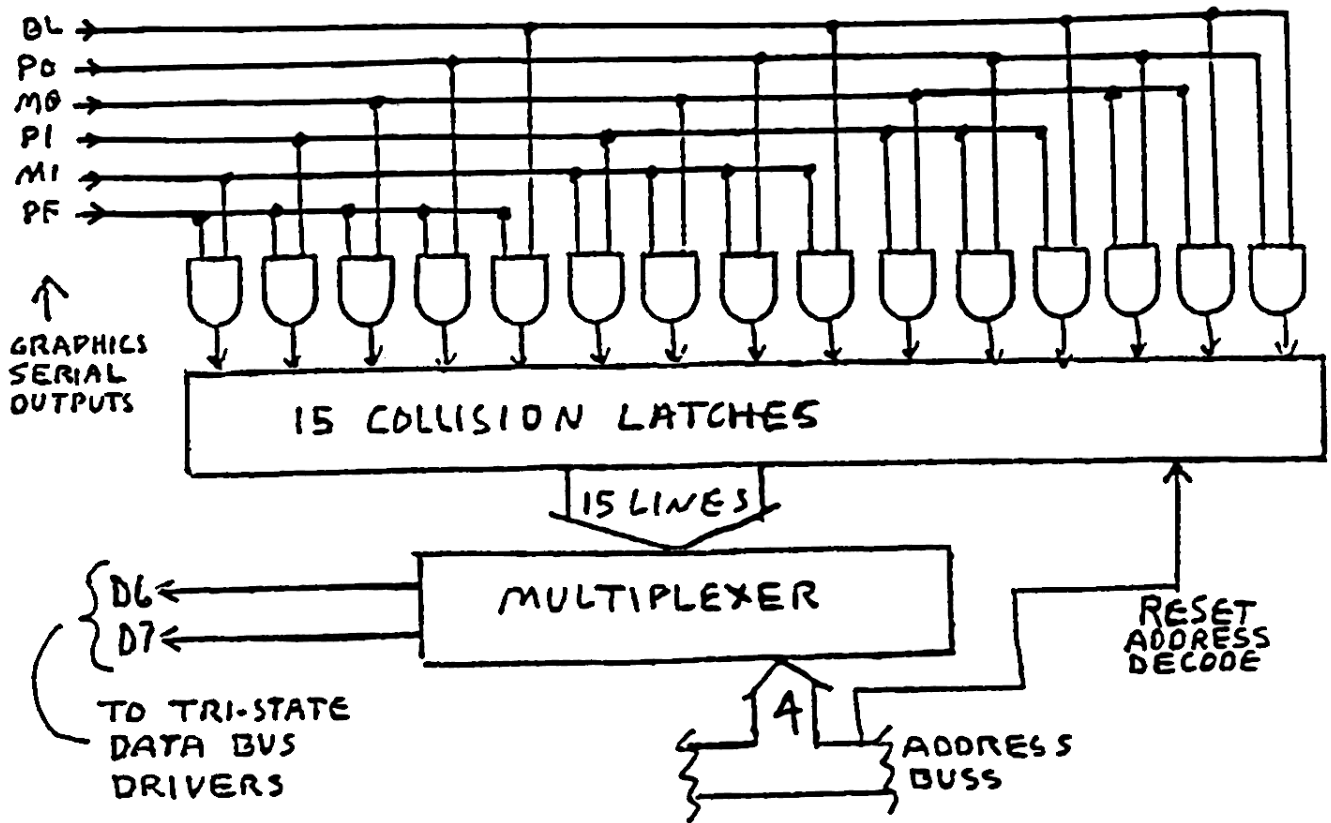 BL
P0
M0
P1
M1
PF
GRAPHICS
SERIAL
OUTPUTS
15 COLLISION LATCHES
15 LINES
MULTIPLEXER
D6
D7
RESET
ADDRESS
DECODE
TO TRI-STATE
DATA BUS
DRIVERS
4
ADDRESS
BUSS